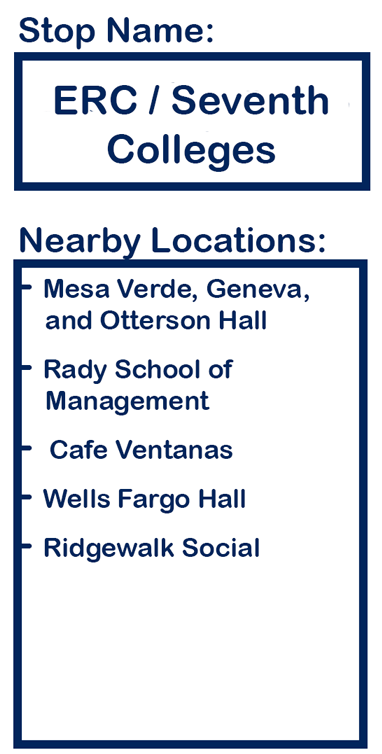 Stop Name:
ERC / Seventh
Colleges
Nearby Locations:
- Mesa Verde, Geneva,
and Otterson Hall
- Rady School of
Management
- Cafe Ventanas
- Wells Fargo Hall
- Ridgewalk Social